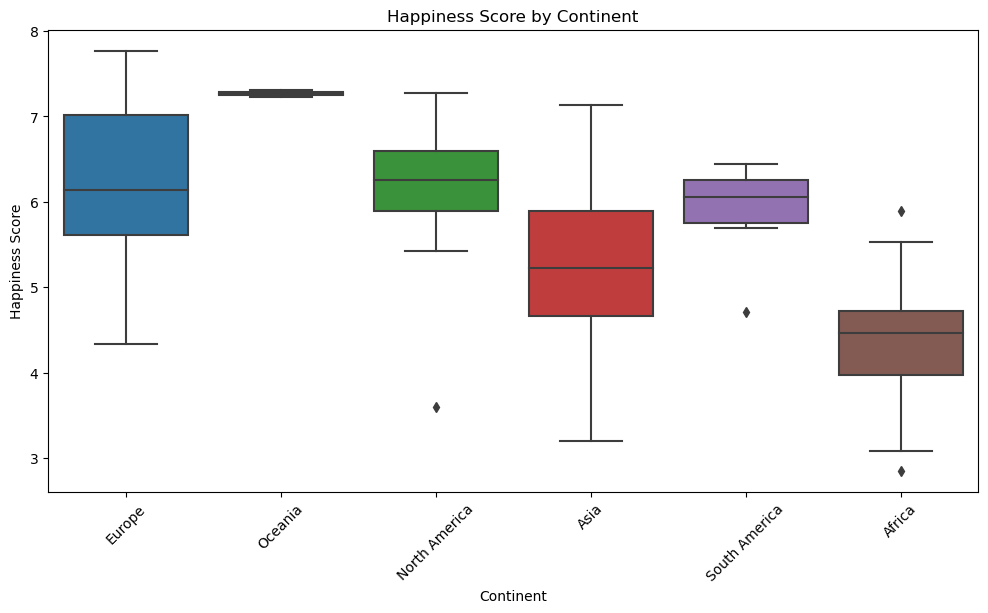 Happiness Score by Continent
Happiness Score
8
7
6
5
4
3
Europe
Oceania
North America
Asia
South America
Africa
Continent